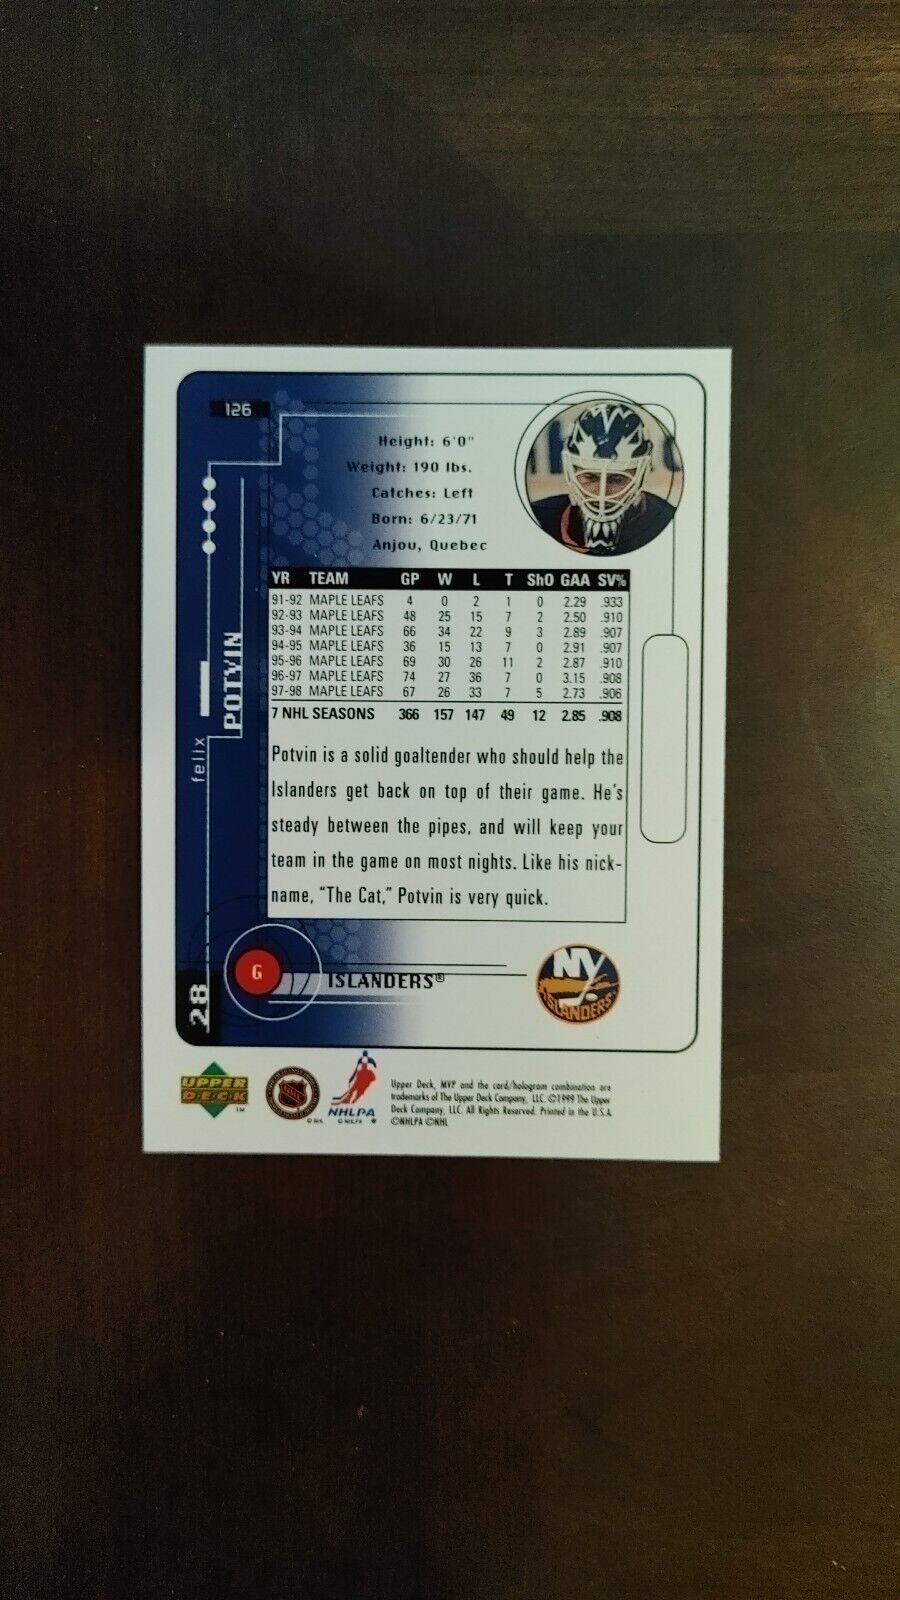 126
Height: 6'0"
Weight: 190 lbs.
Catches: Left
Born: 6/23/71
Anjou, Quebec
YR TEAM GP W L T ShO GAA SV%
91-92 MAPLE LEAFS 4 0 2 1 0 2.29 .933
92-93 MAPLE LEAFS 48 25 15 7 2 2.50 .910
93-94 MAPLE LEAFS 66 34 22 9 3 2.89 .907
94-95 MAPLE LEAFS 36 15 13 7 0 2.91 .907
95-96 MAPLE LEAFS 69 30 26 11 2 2.87 .910
96-97 MAPLE LEAFS 74 27 36 7 0 3.15 .908
97-98 MAPLE LEAFS 67 26 33 7 5 2.73 .906
7 NHL SEASONS 366 157 147 49 12 2.85 .908
felix
POTVIN
Potvin is a solid goaltender who should help the
Islanders get back on top of their game. He's
steady between the pipes, and will keep your
team in the game on most nights. Like his nick-
name, "The Cat," Potvin is very quick.
28
G
ISLANDERS®
NY
ISLANDERS
UPPER
DECK
TM
NHL
NHLPA
Upper Deck, MVP and the card/hologram combination are
trademarks of The Upper Deck Company, LLC. ©1999 The Upper
Deck Company, LLC. All Rights Reserved. Printed in the U.S.A.
©NHLPA ©NHL